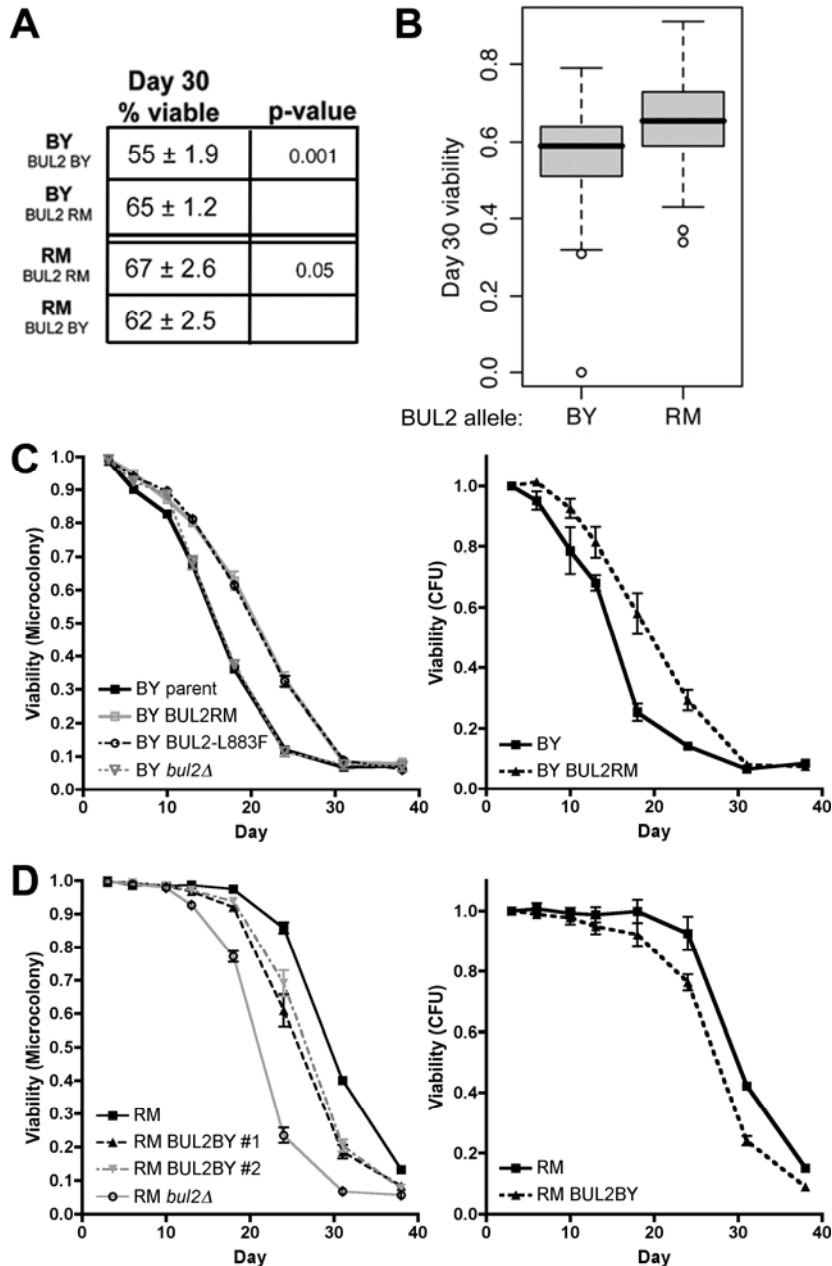 A
Day 30
% viable
p-value
BY
BUL2 BY
55 ± 1.9
0.001
BY
BUL2 RM
65 ± 1.2
RM
BUL2 RM
67 ± 2.6
0.05
RM
BUL2 BY
62 ± 2.5
B
Day 30 viability
0.8
0.6
0.4
0.2
0.0
BUL2 allele: BY RM
C
Viability (Microcolony)
1.0
0.9
0.8
0.7
0.6
0.5
0.4
0.3
0.2
0.1
0.0
BY parent
BY BUL2RM
BY BUL2-L883F
BY bul2Δ
0 10 20 30 40
Day
Viability (CFU)
1.0
0.8
0.6
0.4
0.2
0.0
BY
BY BUL2RM
0 10 20 30 40
Day
D
Viability (Microcolony)
1.0
0.9
0.8
0.7
0.6
0.5
0.4
0.3
0.2
0.1
0.0
RM
RM BUL2BY #1
RM BUL2BY #2
RM bul2Δ
0 10 20 30 40
Day
Viability (CFU)
1.0
0.8
0.6
0.4
0.2
0.0
RM
RM BUL2BY
0 10 20 30 40
Day